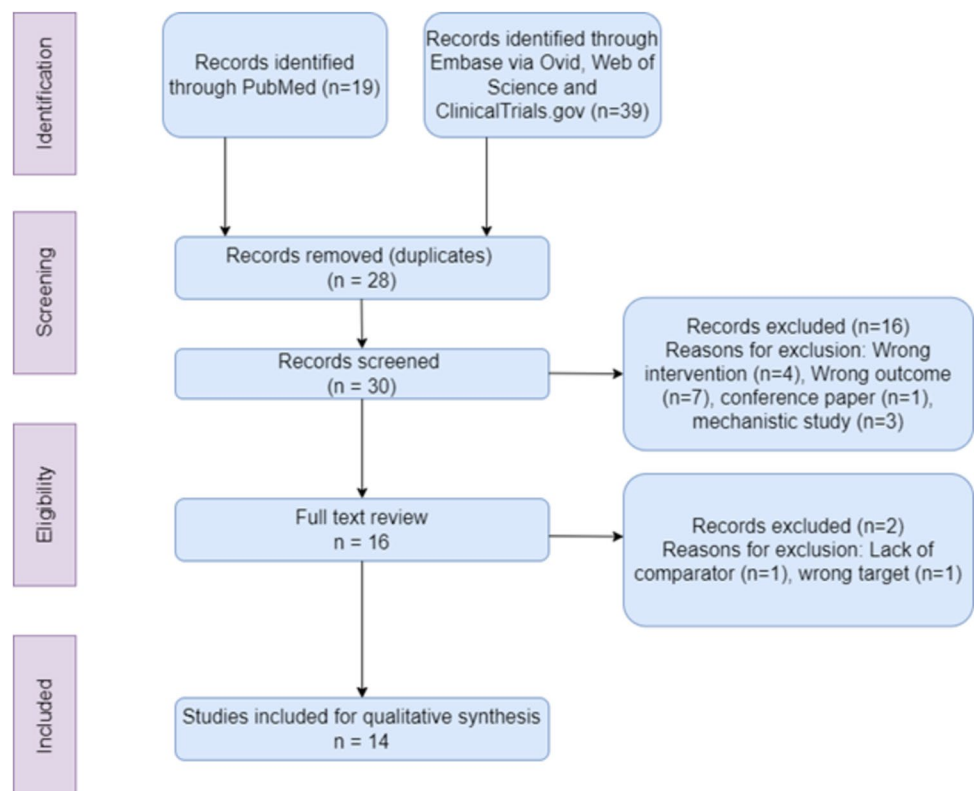 Identification
Records identified
through PubMed (n=19)
Records identified through
Embase via Ovid, Web of
Science and
ClinicalTrials.gov (n=39)
Screening
Records removed (duplicates)
(n = 28)
Records screened
(n = 30)
Records excluded (n=16)
Reasons for exclusion: Wrong
intervention (n=4), Wrong outcome
(n=7), conference paper (n=1),
mechanistic study (n=3)
Eligibility
Full text review
n = 16
Records excluded (n=2)
Reasons for exclusion: Lack of
comparator (n=1), wrong target (n=1)
Included
Studies included for qualitative synthesis
n = 14